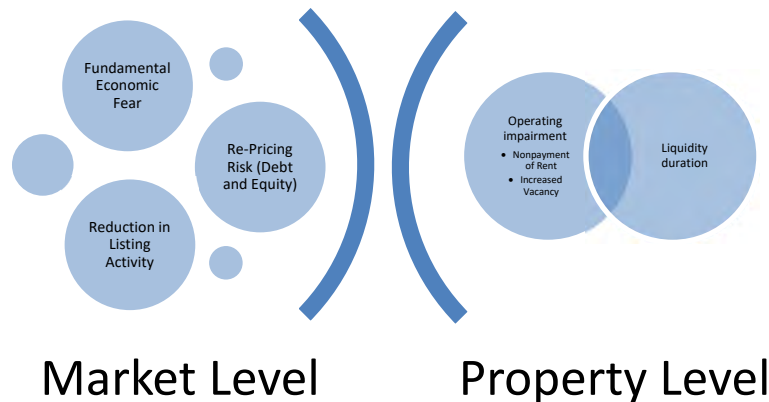 Fundamental
Economic
Fear
Re-Pricing
Risk (Debt
and Equity)
Reduction in
Listing
Activity
Operating
impairment
• Nonpayment
of Rent
• Increased
Vacancy
Liquidity
duration
Market Level
Property Level